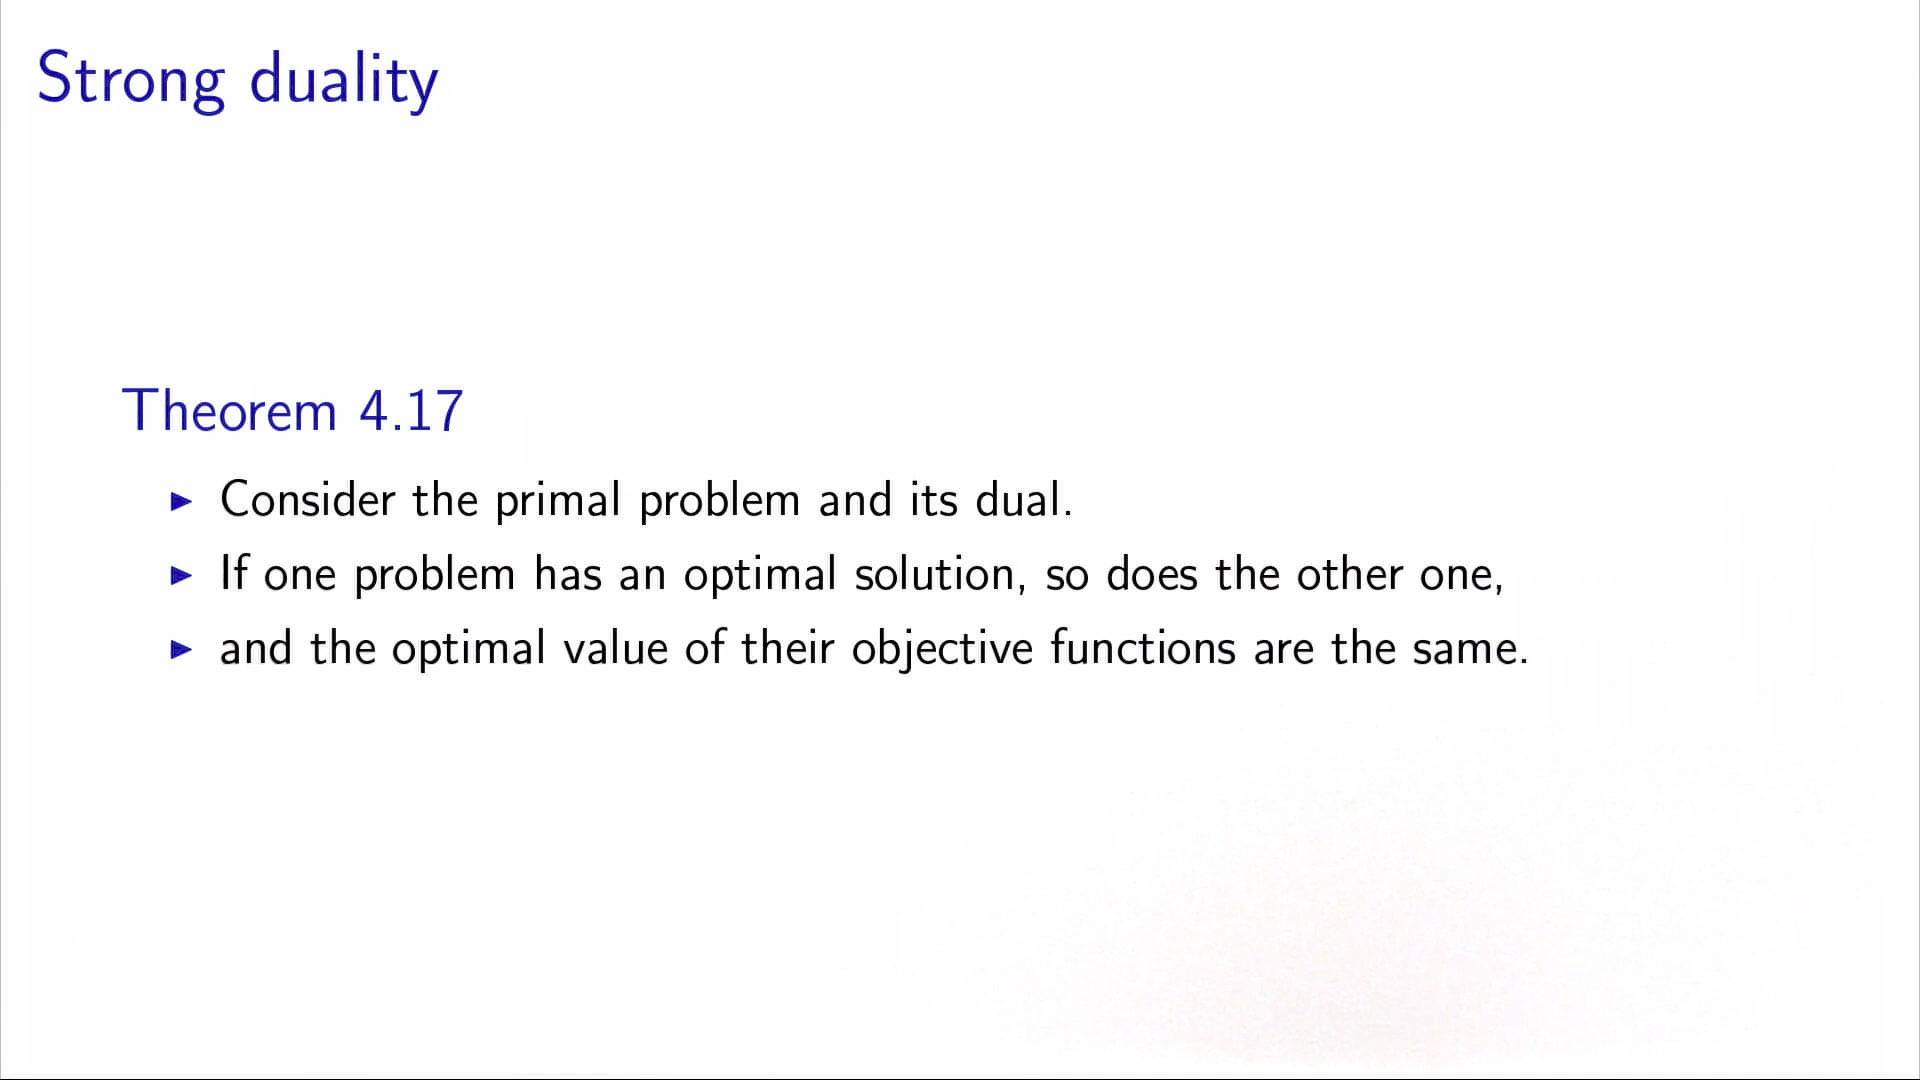 Strong duality
Theorem 4.17
▶ Consider the primal problem and its dual.
▶ If one problem has an optimal solution, so does the other one,
▶ and the optimal value of their objective functions are the same.